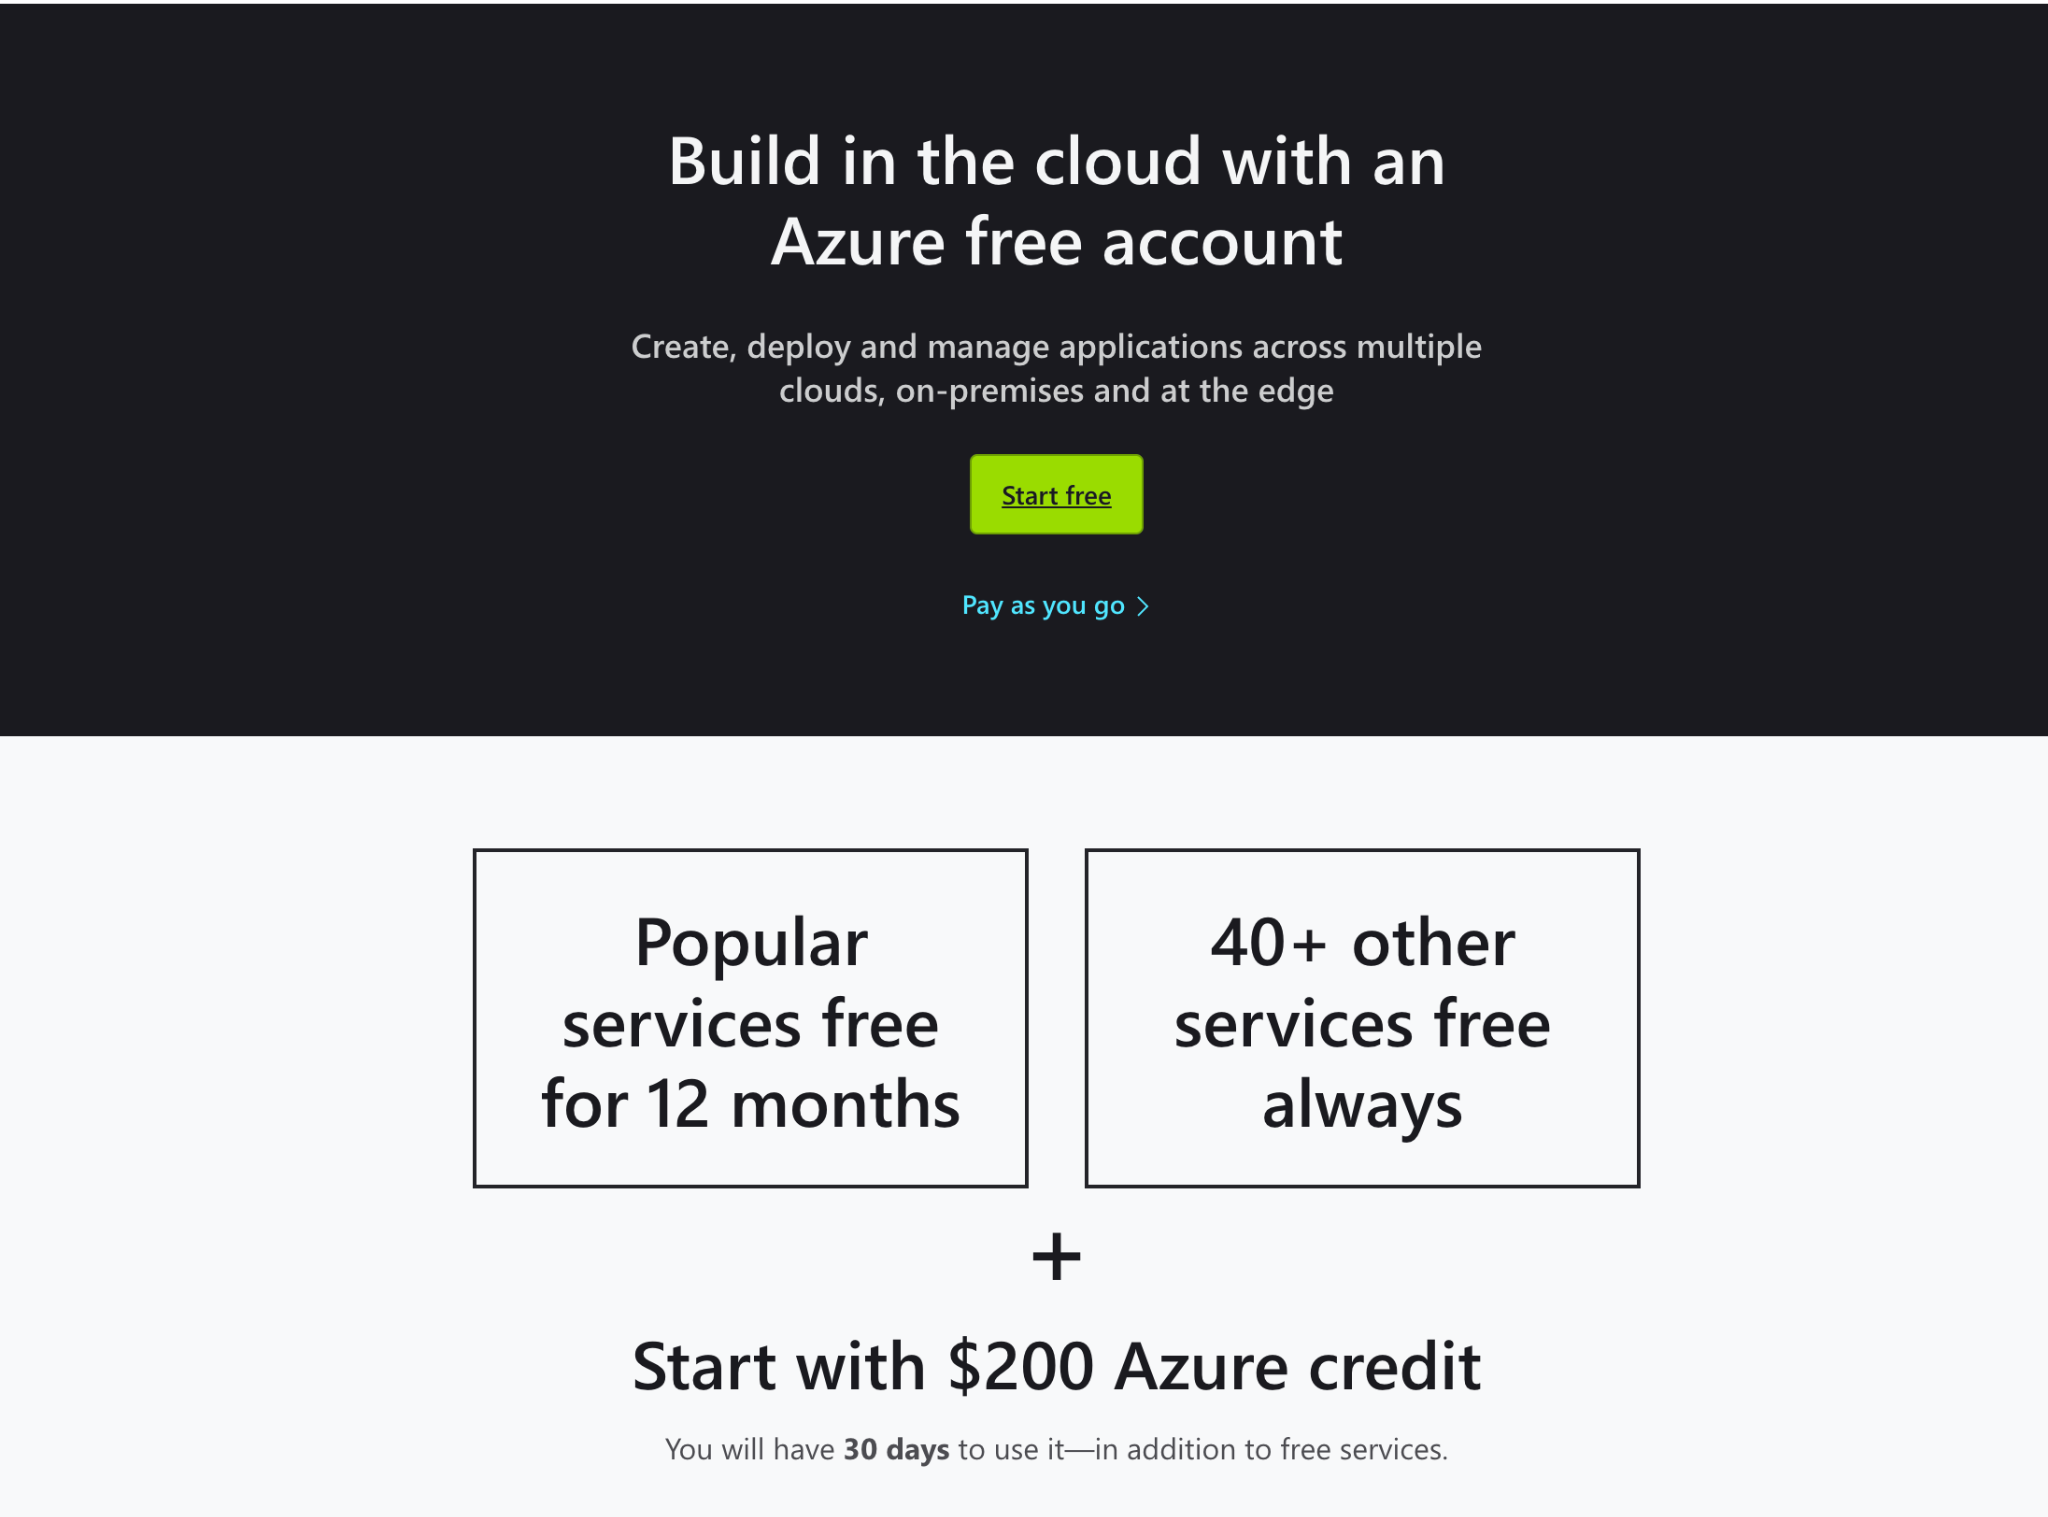 Build in the cloud with an
Azure free account
Create, deploy and manage applications across multiple
clouds, on-premises and at the edge
Start free
Pay as you go
Popular
services free
for 12 months
40+ other
services free
always
+
Start with $200 Azure credit
You will have 30 days to use it—in addition to free services.